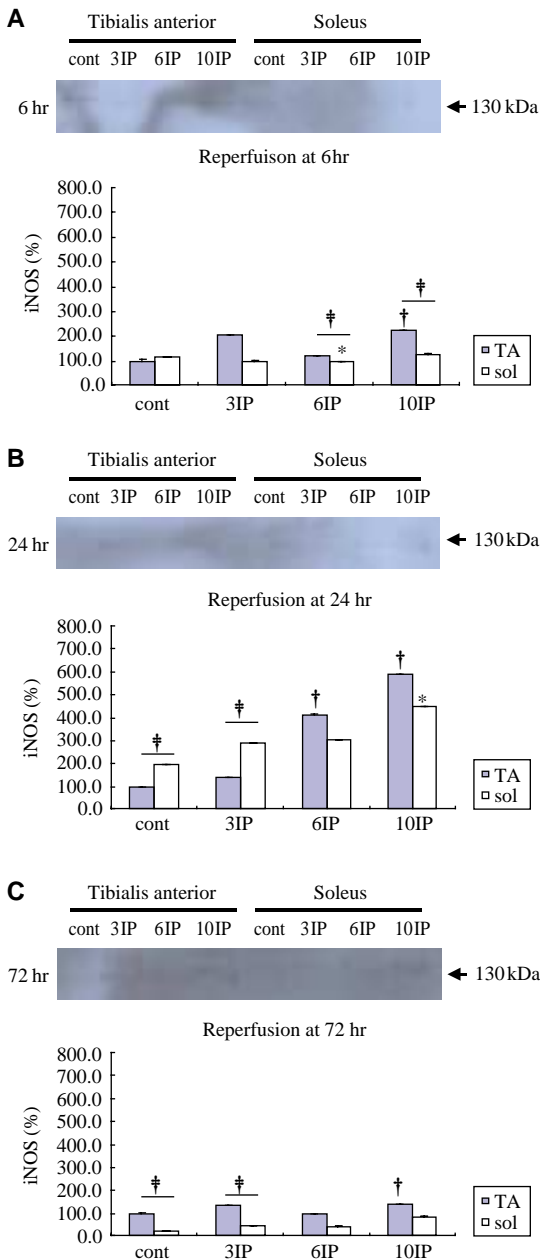 A
Tibialis anterior Soleus
cont 3IP 6IP 10IP cont 3IP 6IP 10IP
6 hr 130 kDa
Reperfuison at 6hr
800.0
700.0
600.0
500.0
400.0
300.0
200.0
100.0
0.0
iNOS (%)
‡
*
†
‡
cont 3IP 6IP 10IP
TA
sol
B
Tibialis anterior Soleus
cont 3IP 6IP 10IP cont 3IP 6IP 10IP
24 hr 130 kDa
Reperfusion at 24 hr
800.0
700.0
600.0
500.0
400.0
300.0
200.0
100.0
0.0
iNOS (%)
‡
‡
†
†
*
cont 3IP 6IP 10IP
TA
sol
C
Tibialis anterior Soleus
cont 3IP 6IP 10IP cont 3IP 6IP 10IP
72 hr 130 kDa
Reperfusion at 72 hr
800.0
700.0
600.0
500.0
400.0
300.0
200.0
100.0
0.0
iNOS (%)
‡
‡
†
cont 3IP 6IP 10IP
TA
sol